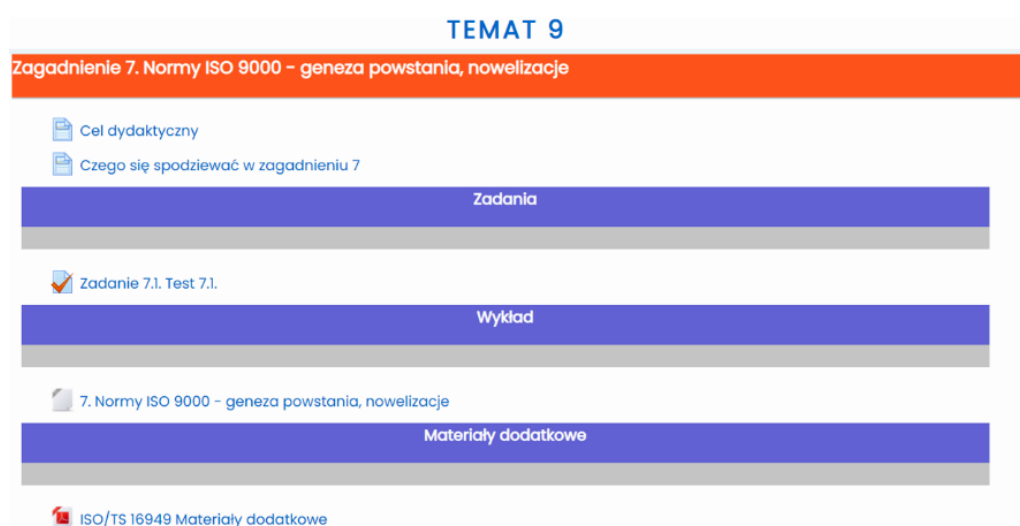 TEMAT 9
Zagadnienie 7. Normy ISO 9000 - geneza powstania, nowelizacje
Cel dydaktyczny
Czego się spodziewać w zagadnieniu 7
Zadania
Zadanie 7.1. Test 7.1.
Wykład
7. Normy ISO 9000 - geneza powstania, nowelizacje
Materiały dodatkowe
ISO/TS 16949 Materiały dodatkowe